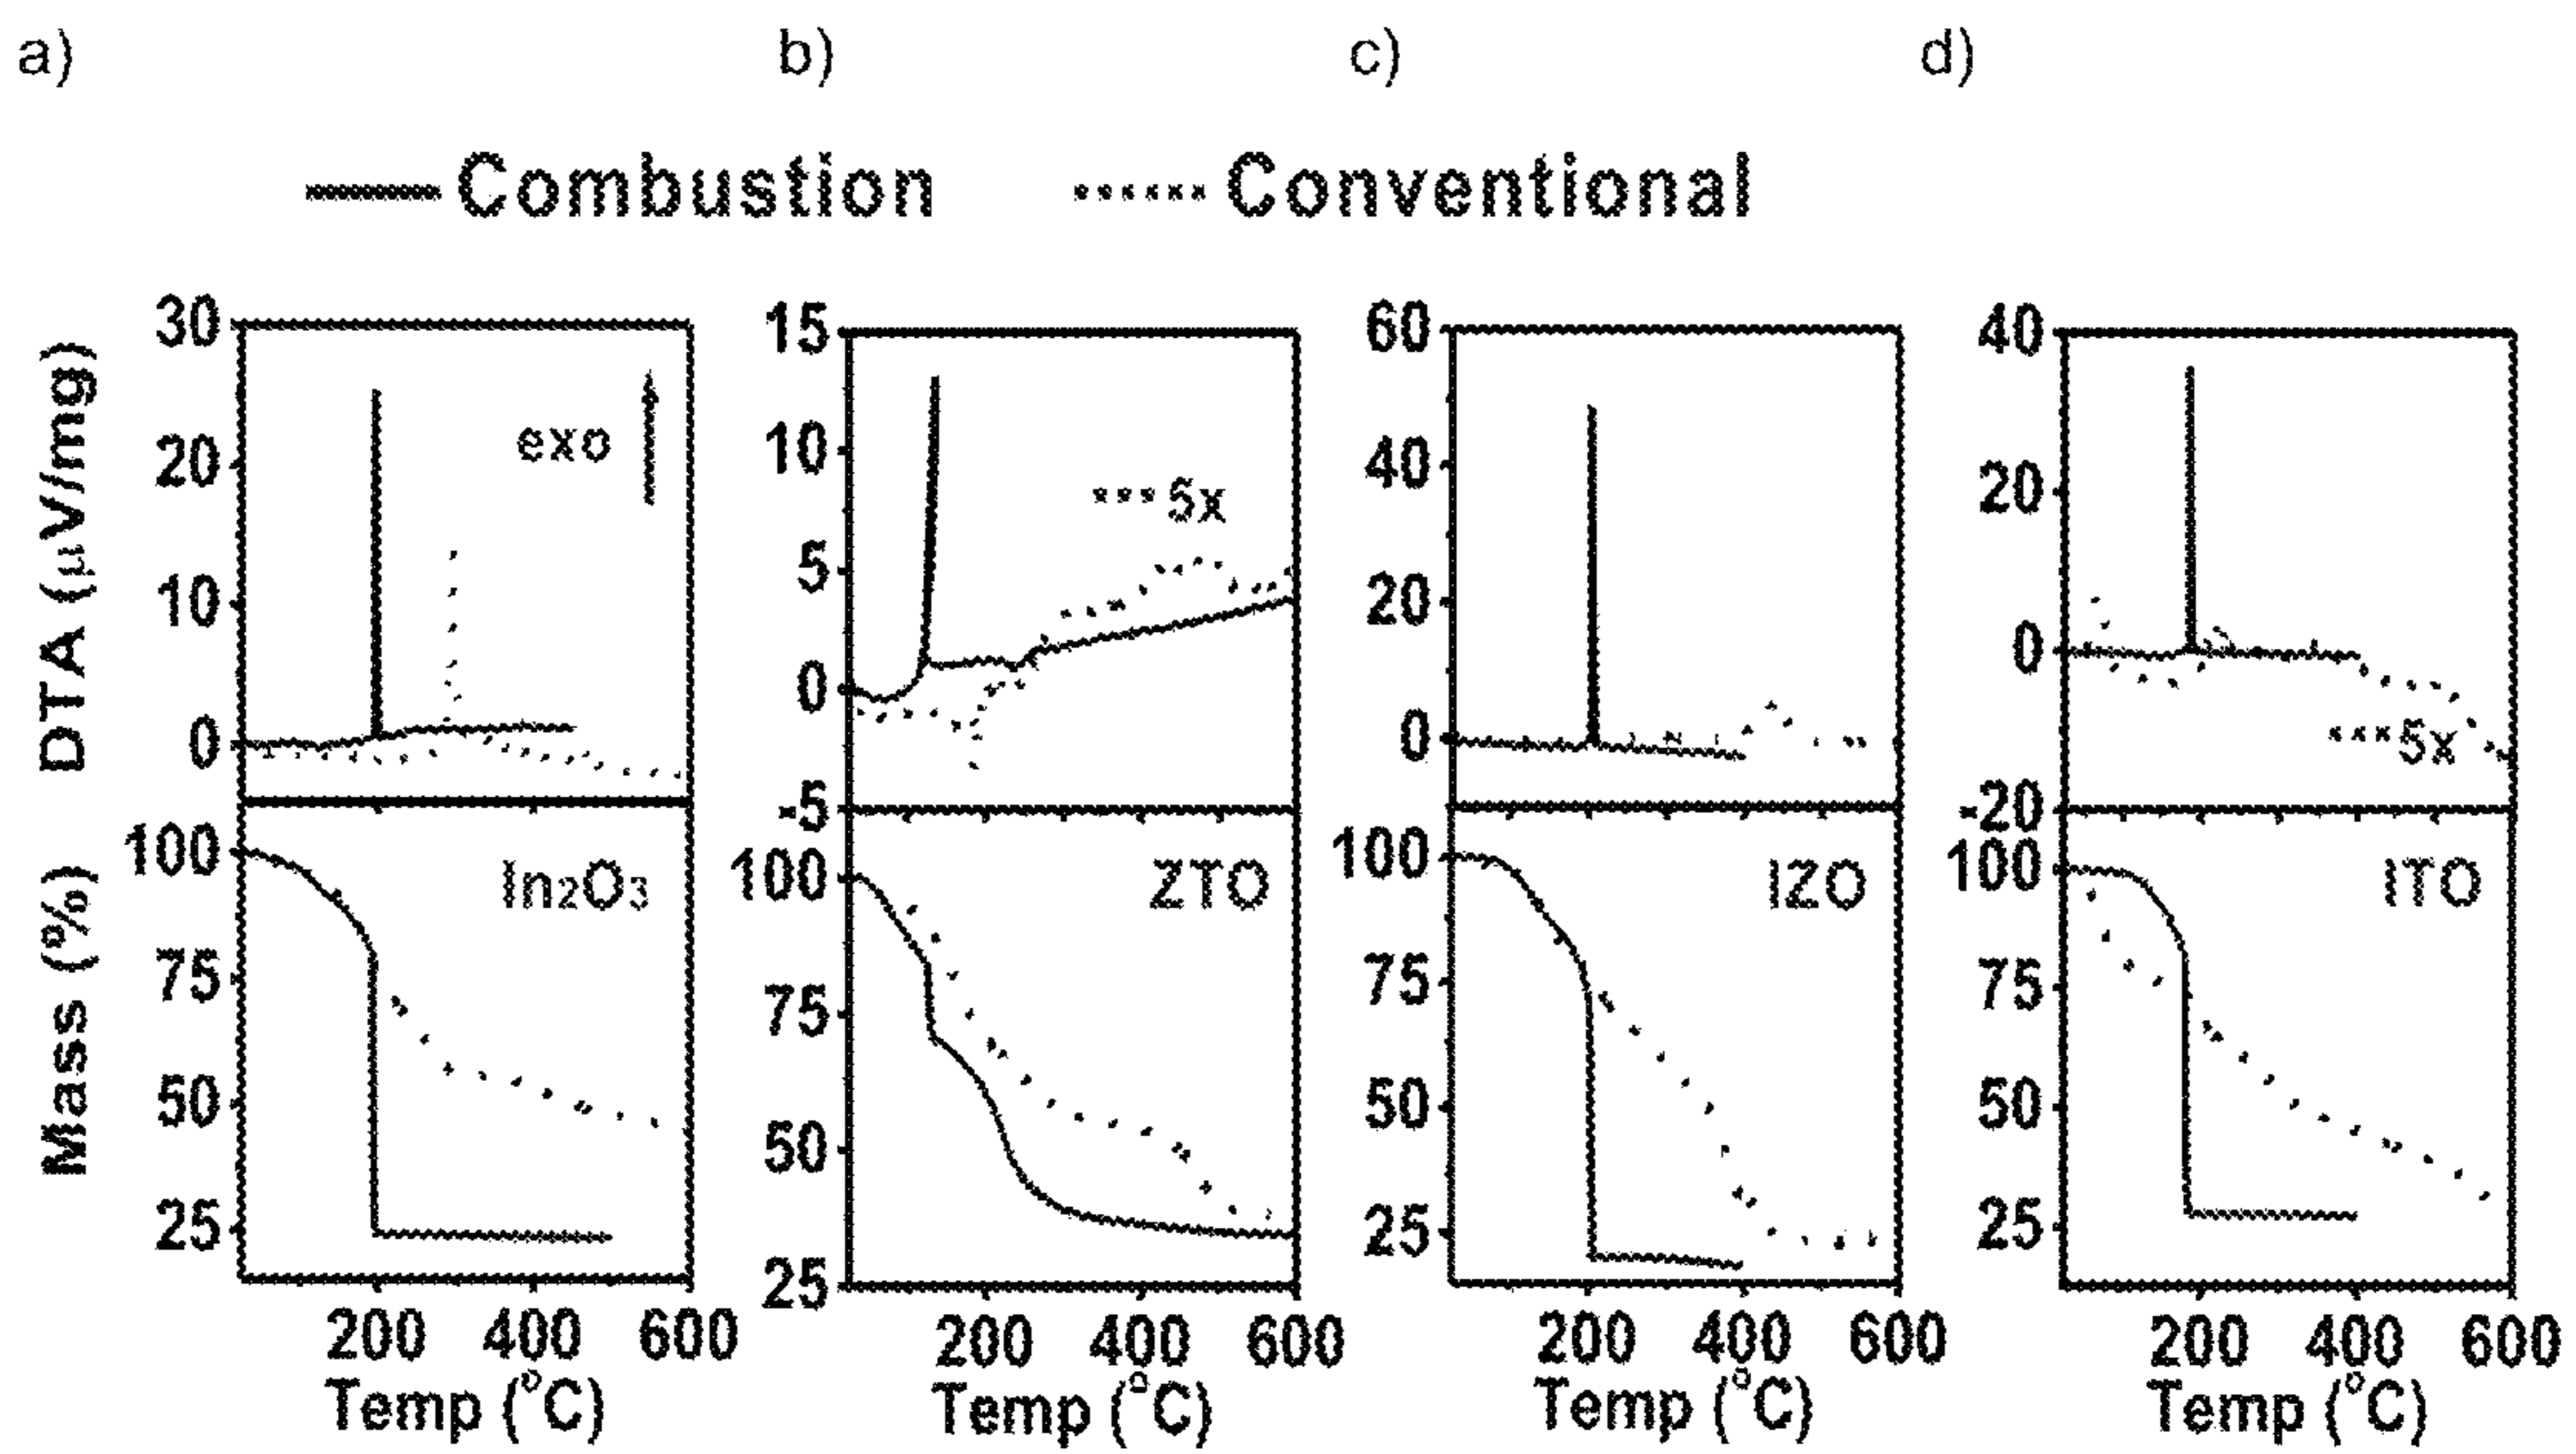 a) b) c) d)
Combustion Conventional
DTA (μV/mg)
30
20
10
0
exo
15
10
5
0
-5
5x
60
40
20
0
40
20
0
-20
5x
Mass (%)
100
75
50
25
In₂O₃
100
75
50
25
ZTO
100
75
50
25
IZO
100
75
50
25
ITO
200 400 600
Temp (°C)
200 400 600
Temp (°C)
200 400 600
Temp (°C)
200 400 600
Temp (°C)